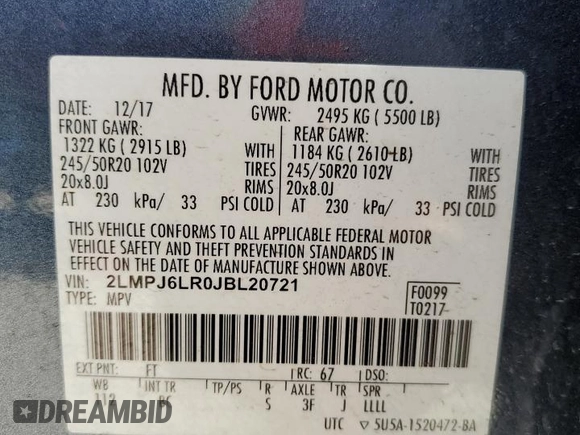 MFD. BY FORD MOTOR CO.
DATE: 12/17 GVWR: 2495 KG ( 5500 LB)
FRONT GAWR: REAR GAWR:
1322 KG ( 2915 LB) WITH 1184 KG ( 2610 LB) WITH
245/50R20 102V TIRES 245/50R20 102V TIRES
20x8.0J RIMS 20x8.0J RIMS
AT 230 kPa/ 33 PSI COLD AT 230 kPa/ 33 PSI COLD
THIS VEHICLE CONFORMS TO ALL APPLICABLE FEDERAL MOTOR
VEHICLE SAFETY AND THEFT PREVENTION STANDARDS IN
EFFECT ON THE DATE OF MANUFACTURE SHOWN ABOVE.
VIN: 2LMPJ6LR0JBL20721 F0099
TYPE: MPV T0217
EXT PNT: FT RC: 67 DSO:
WB INT TR TP/PS R AXLE TR SPR
S 3F J LLLL
UTC 5U5A-1520472-BA
DREAMBID